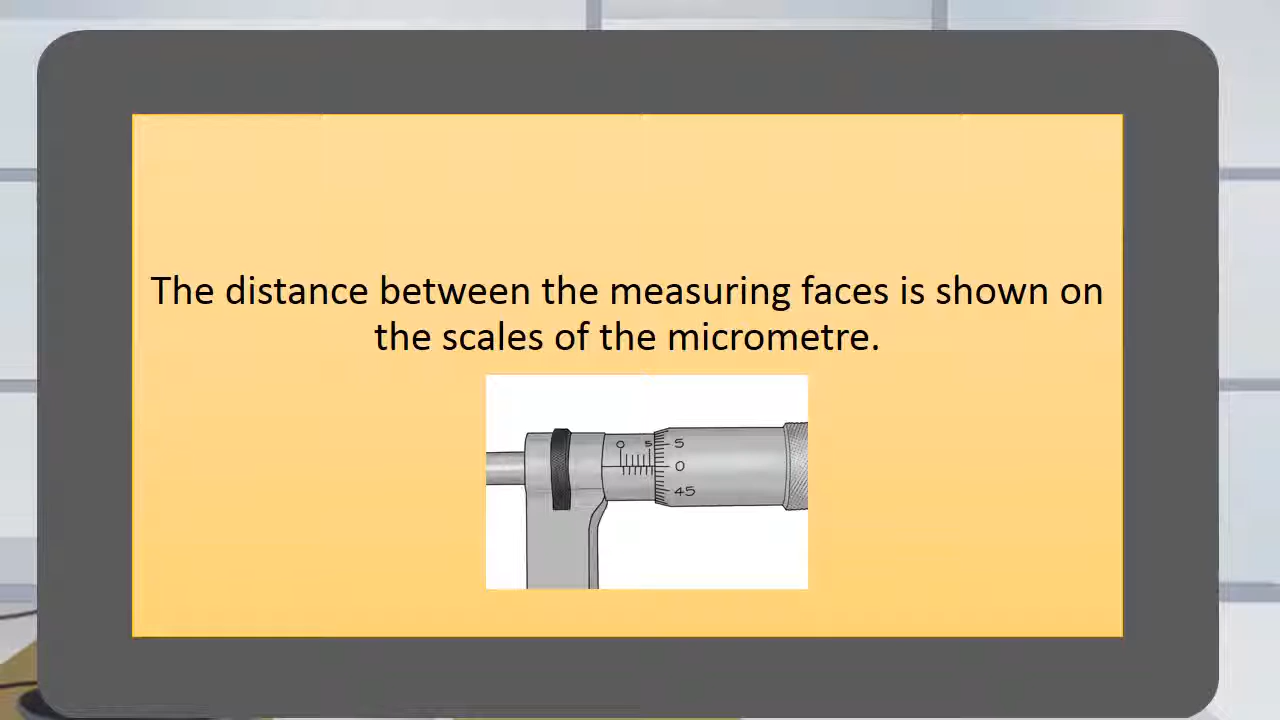 The distance between the measuring faces is shown on
the scales of the micrometre.
0 5
5
0
45